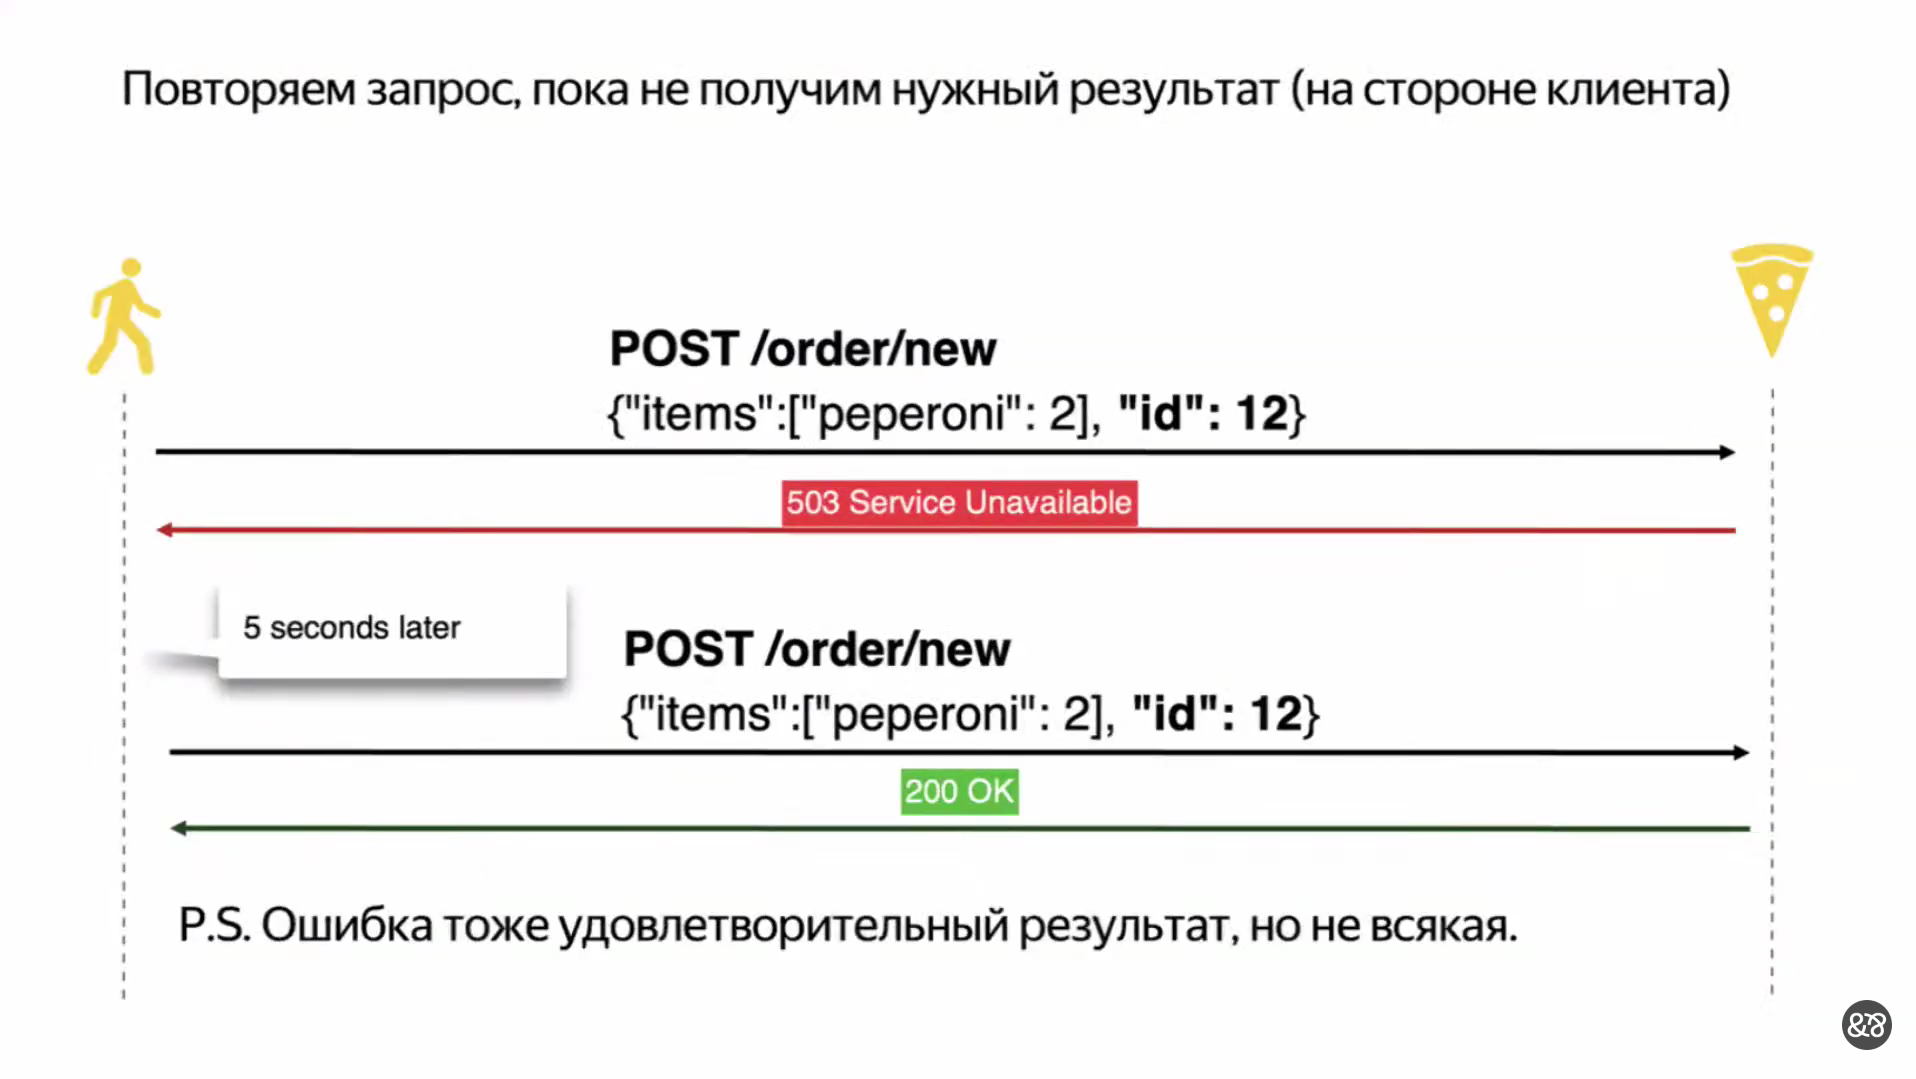 Повторяем запрос, пока не получим нужный результат (на стороне клиента)
POST /order/new
{"items":["peperoni": 2], "id": 12}
503 Service Unavailable
5 seconds later
POST /order/new
{"items":["peperoni": 2], "id": 12}
200 OK
P.S. Ошибка тоже удовлетворительный результат, но не всякая.